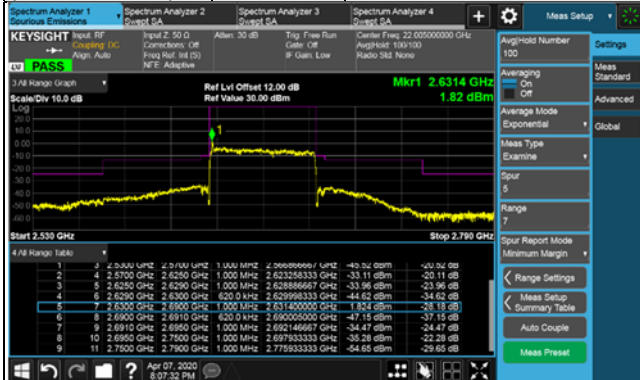 Spectrum Analyzer 1
Spurious Emissions
Spectrum Analyzer 2
Swept SA
Spectrum Analyzer 3
Swept SA
Spectrum Analyzer 4
Swept SA
+
Meas Setup
KEYSIGHT
Input: RF
Coupling: DC
Align: Auto
Input Z: 50 Ω
Corrections: Off
Freq Ref: Int (S)
NFE: Adaptive
Atten: 30 dB
Trig: Free Run
Gate: Off
IF Gain: Low
Center Freq: 22.005000000 GHz
Avg|Hold: 100/100
Radio Std: None
PASS
3 All Range Graph
Scale/Div 10.0 dB
Ref Lvl Offset 12.00 dB
Ref Value 30.00 dBm
Mkr1 2.6314 GHz
1.82 dBm
Log
20.0
10.0
0.00
-10.0
-20.0
-30.0
-40.0
-50.0
-60.0
1
Start 2.530 GHz
Stop 2.790 GHz
4 All Range Table
1 3 2.5300 GHz 2.5700 GHz 1.000 MHz 2.566866667 GHz -45.52 dBm -20.52 dB
2 4 2.5700 GHz 2.6250 GHz 1.000 MHz 2.623258333 GHz -33.11 dBm -20.11 dB
3 5 2.6250 GHz 2.6290 GHz 1.000 MHz 2.628886667 GHz -33.96 dBm -23.96 dB
4 6 2.6290 GHz 2.6300 GHz 620.0 kHz 2.629998333 GHz -44.62 dBm -34.62 dB
5 7 2.6300 GHz 2.6900 GHz 1.000 MHz 2.631400000 GHz 1.824 dBm -28.18 dB
6 8 2.6900 GHz 2.6910 GHz 620.0 kHz 2.690005000 GHz -47.15 dBm -37.15 dB
7 9 2.6910 GHz 2.6950 GHz 1.000 MHz 2.692146667 GHz -34.47 dBm -24.47 dB
8 10 2.6950 GHz 2.7500 GHz 1.000 MHz 2.697933333 GHz -35.28 dBm -22.28 dB
9 11 2.7500 GHz 2.7900 GHz 1.000 MHz 2.775933333 GHz -54.65 dBm -29.65 dB
Apr 07, 2020
8:07:32 PM
?
Avg|Hold Number
100
Averaging
On
Off
Average Mode
Exponential
Meas Type
Examine
Spur
5
Range
7
Spur Report Mode
Minimum Margin
Range Settings
Meas Setup
Summary Table
Auto Couple
Meas Preset
Settings
Meas
Standard
Advanced
Global